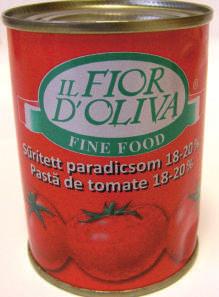 IL FIOR
D'OLIVA
®
FINE FOOD
Sűrített paradicsom 18-20%
Pastă de tomate 18-20%